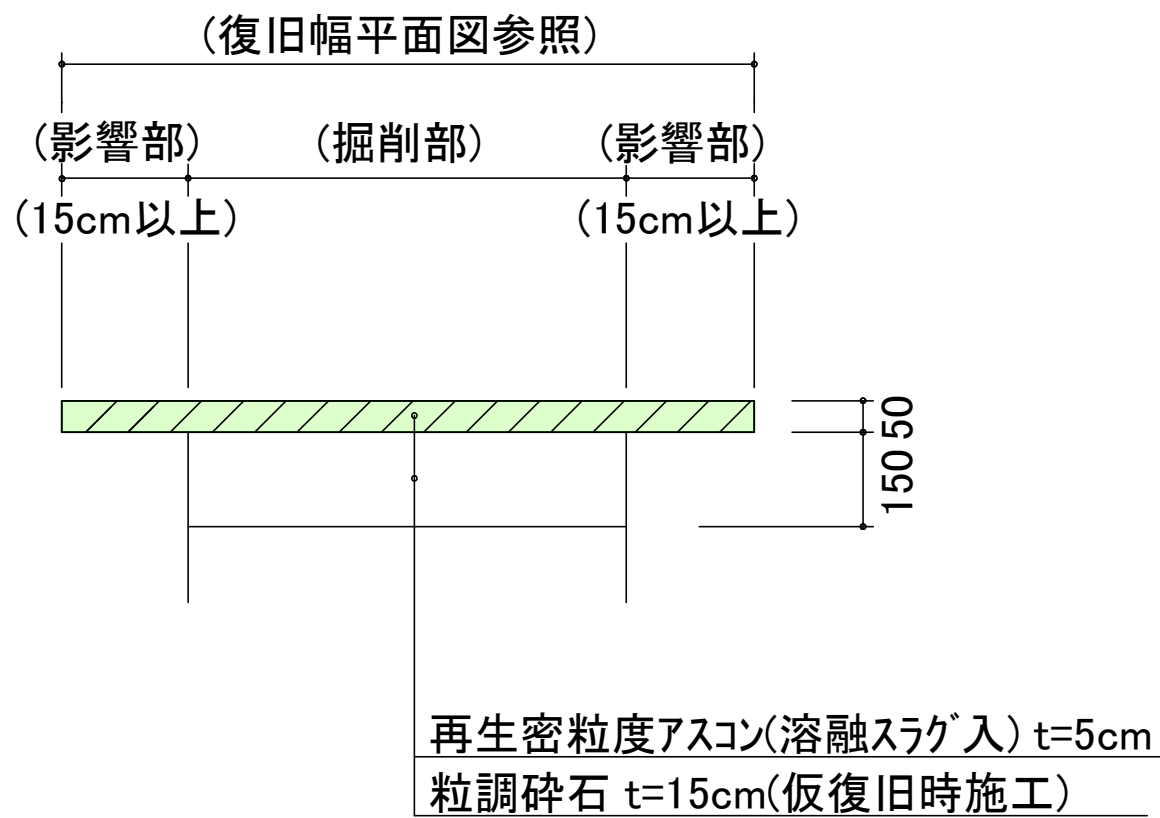 (復旧幅平面図参照)
(影響部) (掘削部) (影響部)
(15cm以上) (15cm以上)
50
150
再生密粒度アスコン(溶融スラグ入) t=5cm
粒調砕石 t=15cm(仮復旧時施工)